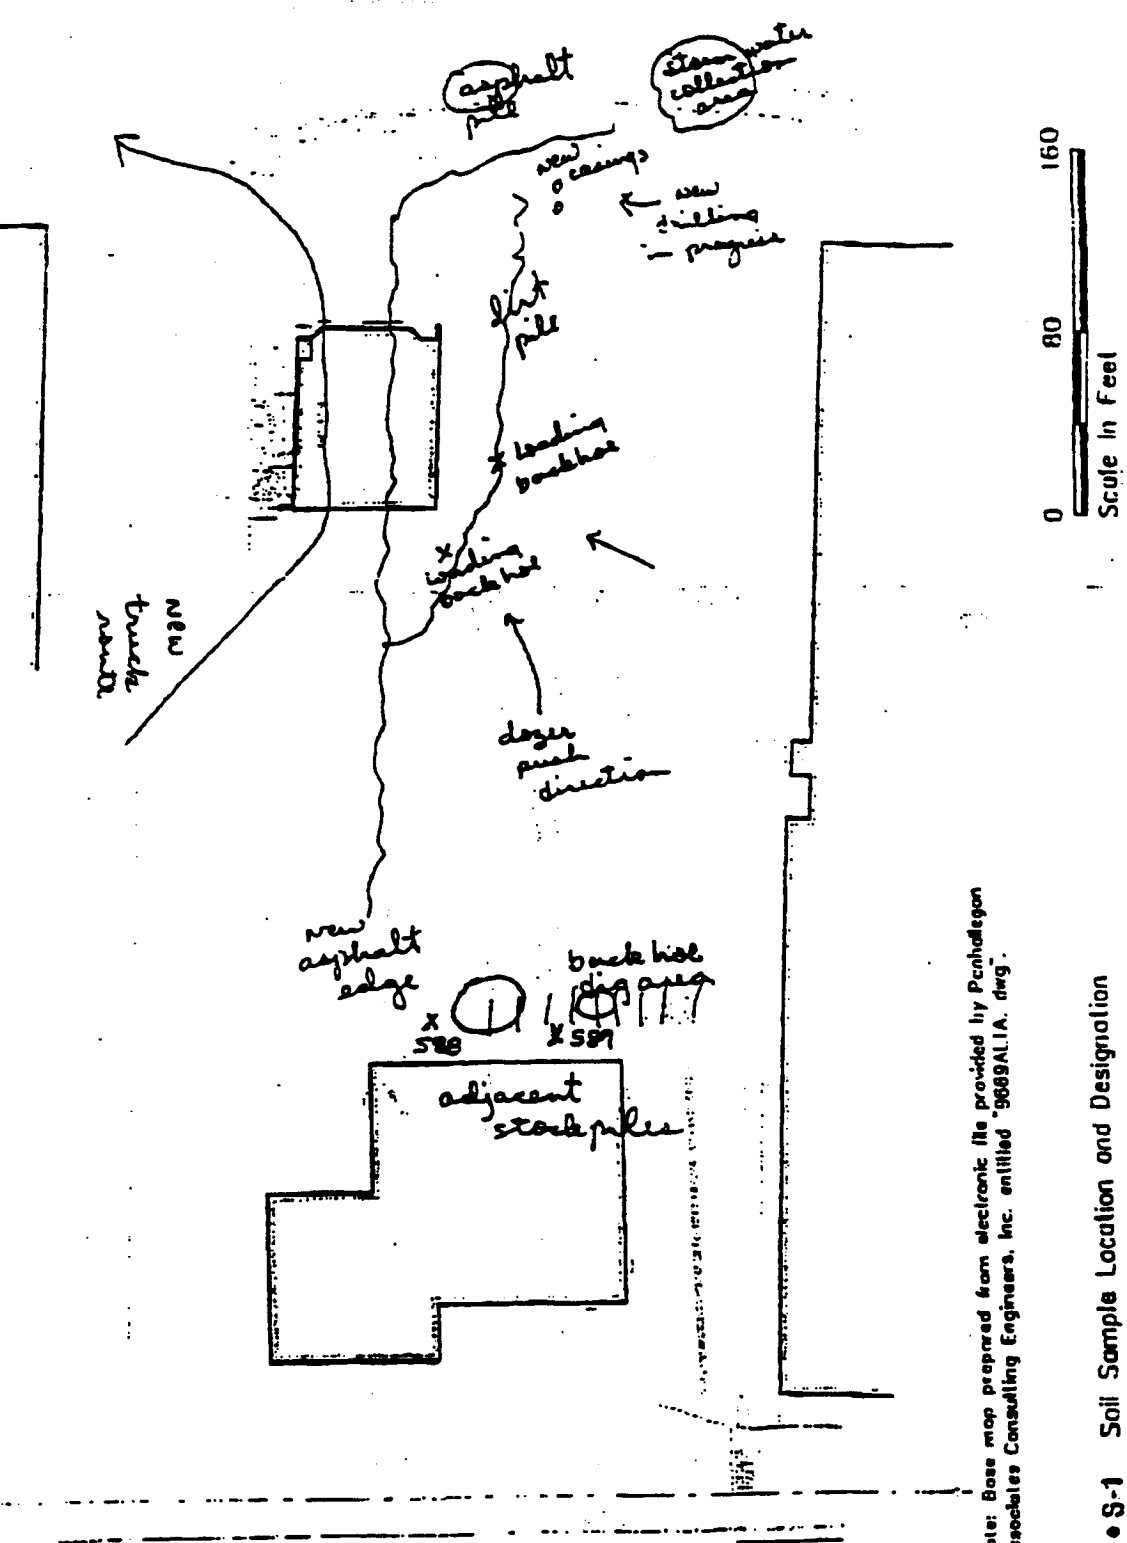 asphalt
pile
storm water
collection
area
new
casings
new
drilling
progress
dirt
pile
loading
backhoe
loading
backhoe
new
truck
route
dozer
push
direction
new
asphalt
edge
backhoe
dig area
x
588
x 589
adjacent
stockpiles
0 80 160
Scale In Feet
Base map prepared from electronic file provided by Penhallegon
Consulting Engineers, Inc. entitled "9689AL1A. dwg".
• S-1 Soil Sample Location and Designation